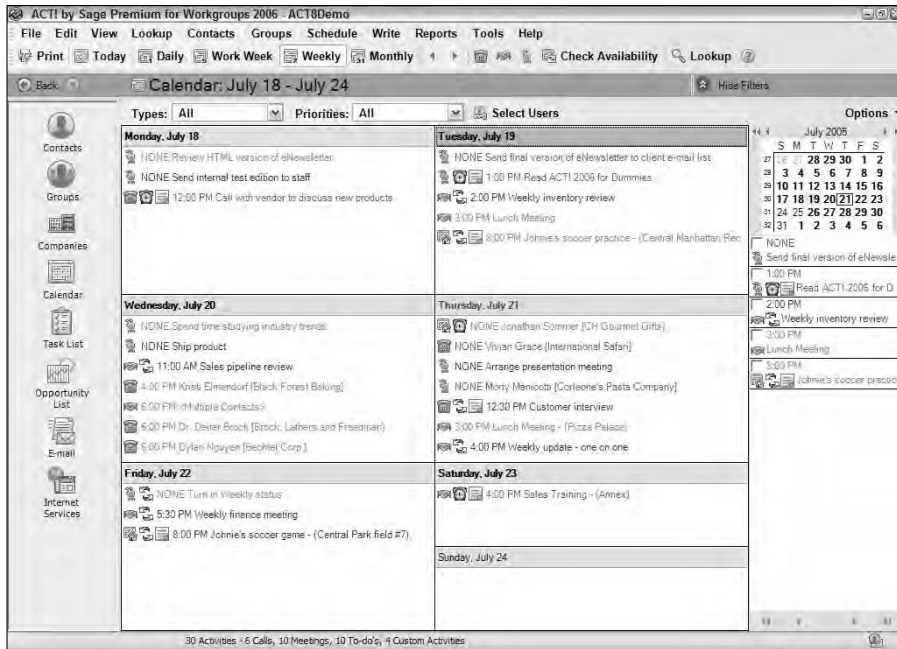 ACT! by Sage Premium for Workgroups 2006 - ACT8Demo
File Edit View Lookup Contacts Groups Schedule Write Reports Tools Help
Print Today Daily Work Week Weekly Monthly Check Availability Lookup
Back Calendar: July 18 - July 24 Hide Filters
Types: All Priorities: All Select Users Options
Contacts
Groups
Companies
Calendar
Task List
Opportunity
List
E-mail
Internet
Services
Monday, July 18
NONE Review HTML version of eNewsletter
NONE Send internal test edition to staff
12:00 PM Call with vendor to discuss new products
Tuesday, July 19
NONE Send final version of eNewsletter to client e-mail list
1:00 PM Read ACT! 2006 for Dummies
2:00 PM Weekly inventory review
3:00 PM Lunch Meeting
8:00 PM Johnie's soccer practice - (Central Manhattan Rec
Wednesday, July 20
NONE Spend time studying industry trends
NONE Ship product
11:00 AM Sales pipeline review
4:00 PM Kristi Elmendorf [Black Forest Baking]
6:00 PM <Multiple Contacts>
6:00 PM Dr. Deiter Brock [Brock, Lathers and Freedman]
6:00 PM Dylan Nguyen [Bechtel Corp.]
Thursday, July 21
NONE Jonathan Sommer [CH Gourmet Gifts]
NONE Vivian Grace [International Safari]
NONE Arrange presentation meeting
NONE Morty Manicotti [Corleone's Pasta Company]
12:30 PM Customer interview
3:00 PM Lunch Meeting - (Pizza Palace)
4:00 PM Weekly update - one on one
Friday, July 22
NONE Turn in Weekly status
5:30 PM Weekly finance meeting
8:00 PM Johnie's soccer game - (Central Park field #7)
Saturday, July 23
4:00 PM Sales Training - (Annex)
Sunday, July 24
July 2005
S M T W T F S
27 26 27 28 29 30 1 2
28 3 4 5 6 7 8 9
29 10 11 12 13 14 15 16
30 17 18 19 20 21 22 23
31 24 25 26 27 28 29 30
32 31 1 2 3 4 5 6
NONE
Send final version of eNewsle
1:00 PM
Read ACT! 2006 for D
2:00 PM
Weekly inventory review
3:00 PM
Lunch Meeting
8:00 PM
Johnie's soccer practic
30 Activities - 6 Calls, 10 Meetings, 10 To-do's, 4 Custom Activities